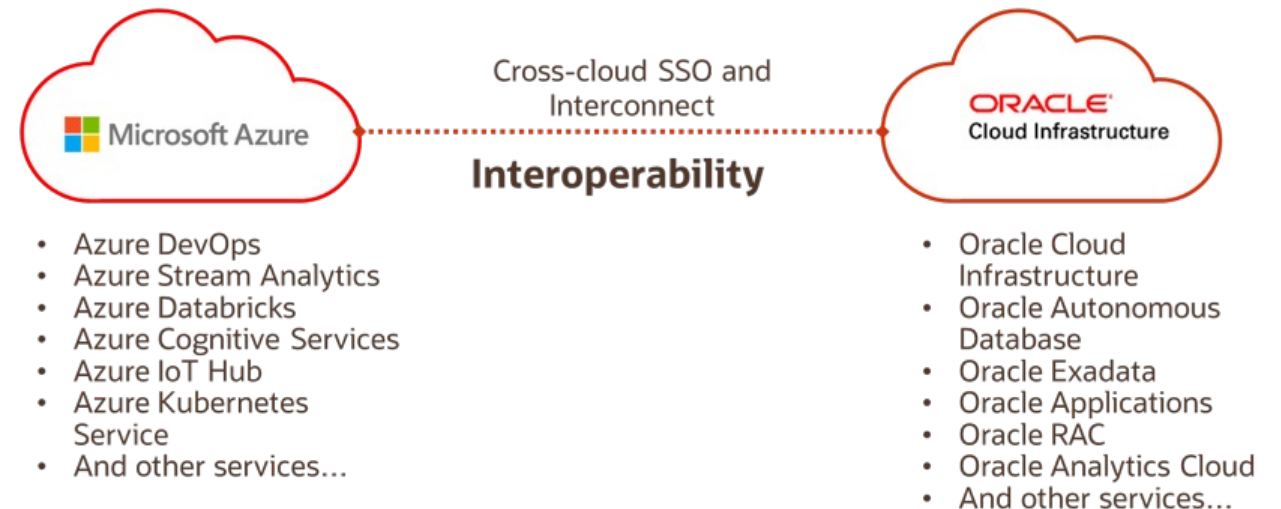 Microsoft Azure
Cross-cloud SSO and
Interconnect
Interoperability
ORACLE
Cloud Infrastructure
• Azure DevOps
• Azure Stream Analytics
• Azure Databricks
• Azure Cognitive Services
• Azure IoT Hub
• Azure Kubernetes
Service
• And other services...
• Oracle Cloud
Infrastructure
• Oracle Autonomous
Database
• Oracle Exadata
• Oracle Applications
• Oracle RAC
• Oracle Analytics Cloud
• And other services...